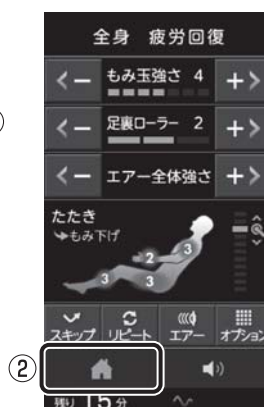 全身 疲労回復
< − もみ玉強さ 4 + >
< − 足裏ローラー 2 + >
< − エアー全体強さ + >
たたき
もみ下げ
3
2
3
3
スキップ リピート エアー オプション
②
残り 15分